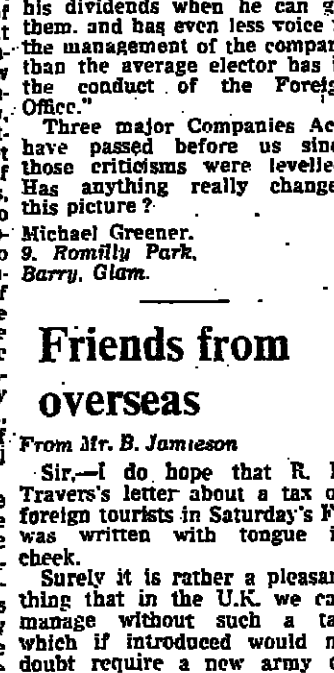 his dividends when he can g
them. and has even less voice
the management of the compan
than the average elector has i
the conduct of the Foreig
Office."
Three major Companies Ac
have passed before us sinc
those criticisms were levelle
Has anything really change
this picture?
Michael Greener.
9. Romilly Park,
Barry, Glam.
Friends from
overseas
From Mr. B. Jamieson
Sir,—I do hope that R.
Travers's letter about a tax o
foreign tourists in Saturday's F
was written with tongue i
cheek.
Surely it is rather a pleasan
thing that in the U.K. we ca
manage without such a ta
which if introduced would n
doubt require a new army o